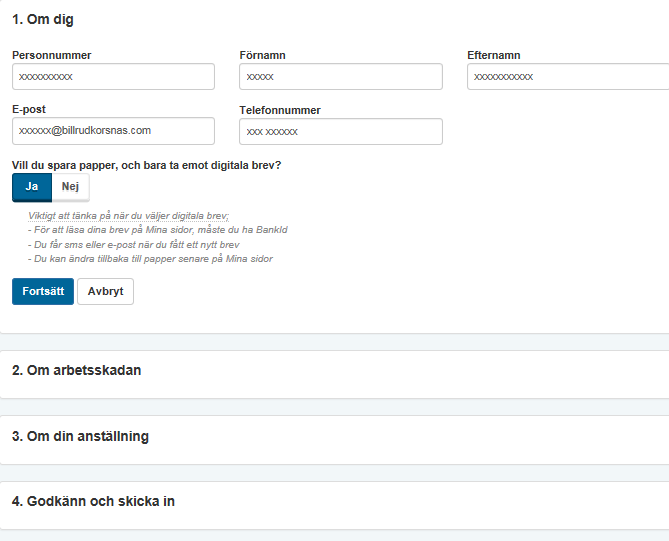 1. Om dig
Personnummer Förnamn Efternamn
xxxxxxxxxx xxxxx xxxxxxxxxxx
E-post Telefonnummer
xxxxxx@billrudkorsnas.com xxx xxxxxx
Vill du spara papper, och bara ta emot digitala brev?
Ja Nej
Viktigt att tänka på när du väljer digitala brev;
- För att läsa dina brev på Mina sidor, måste du ha BankId
- Du får sms eller e-post när du fått ett nytt brev
- Du kan ändra tillbaka till papper senare på Mina sidor
Fortsätt Avbryt
2. Om arbetsskadan
3. Om din anställning
4. Godkänn och skicka in